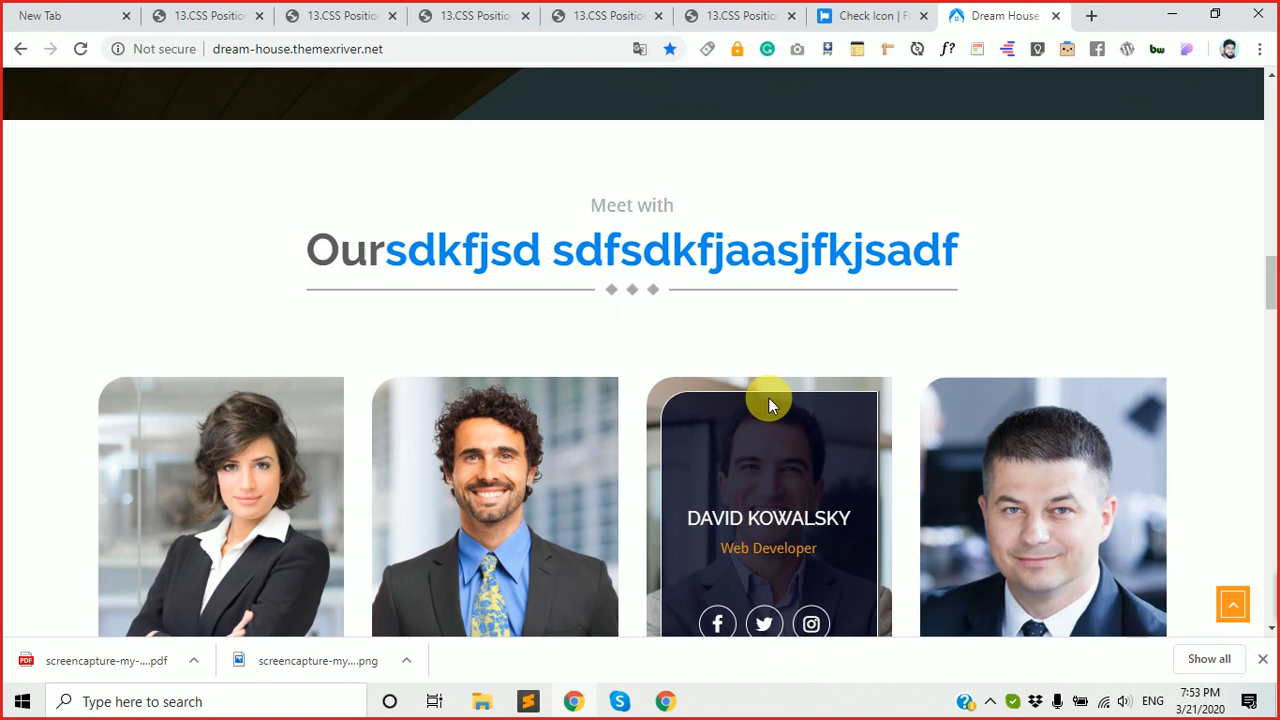 New Tab
13.CSS Positio
13.CSS Positio
13.CSS Positio
13.CSS Positio
13.CSS Positio
Check Icon | Fo
Dream House
Not secure
dream-house.themexriver.net
f?
bw
Meet with
Oursdkfjsd sdfsdkfjaasjfkjsadf
DAVID KOWALSKY
Web Developer
screencapture-my-....pdf
screencapture-my....png
Show all
Type here to search
ENG
7:53 PM
3/21/2020